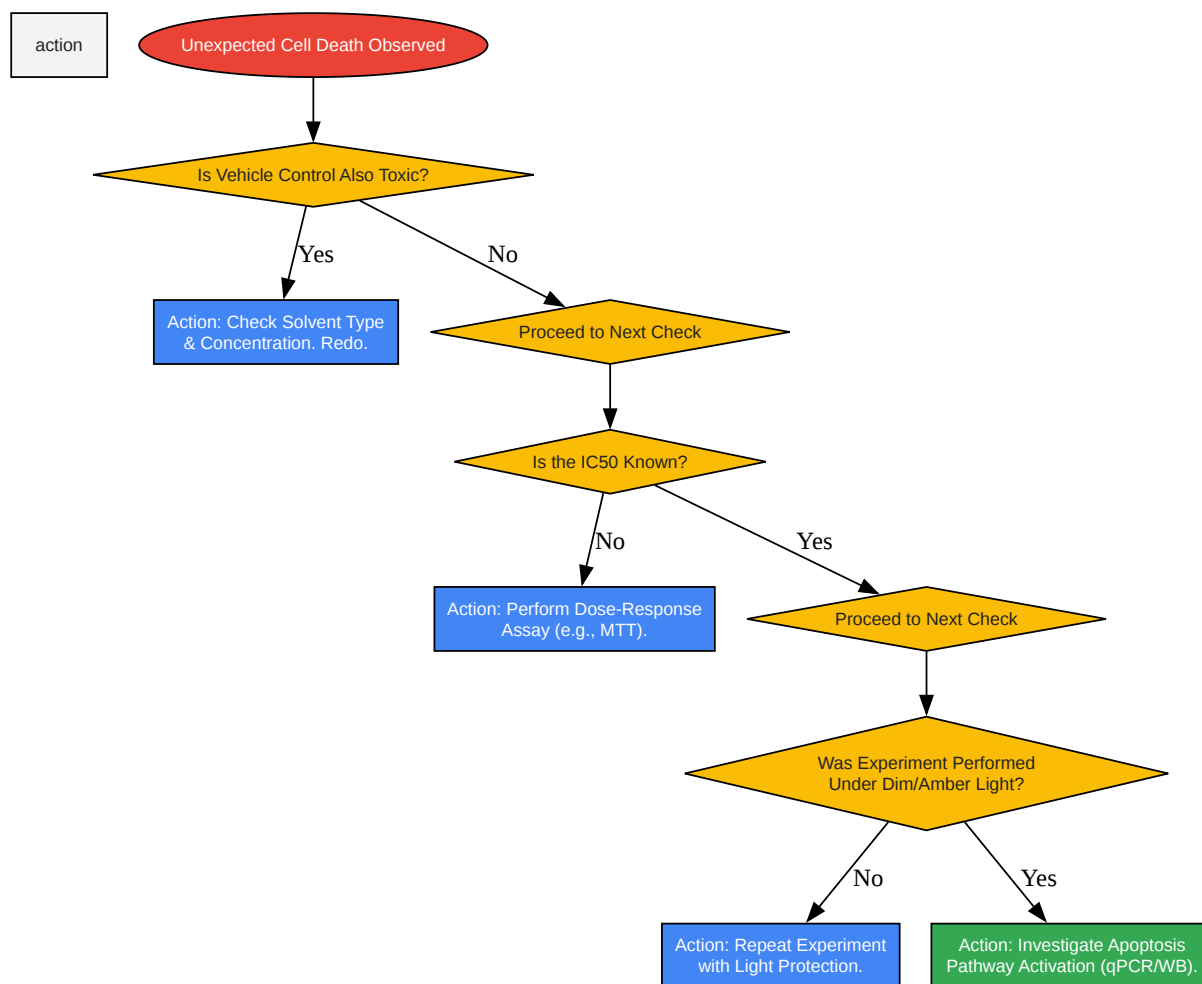 action
Unexpected Cell Death Observed
Is Vehicle Control Also Toxic?
Yes
No
Action: Check Solvent Type
& Concentration. Redo.
Proceed to Next Check
Is the IC50 Known?
No
Yes
Action: Perform Dose-Response
Assay (e.g., MTT).
Proceed to Next Check
Was Experiment Performed
Under Dim/Amber Light?
No
Yes
Action: Repeat Experiment
with Light Protection.
Action: Investigate Apoptosis
Pathway Activation (qPCR/WB).